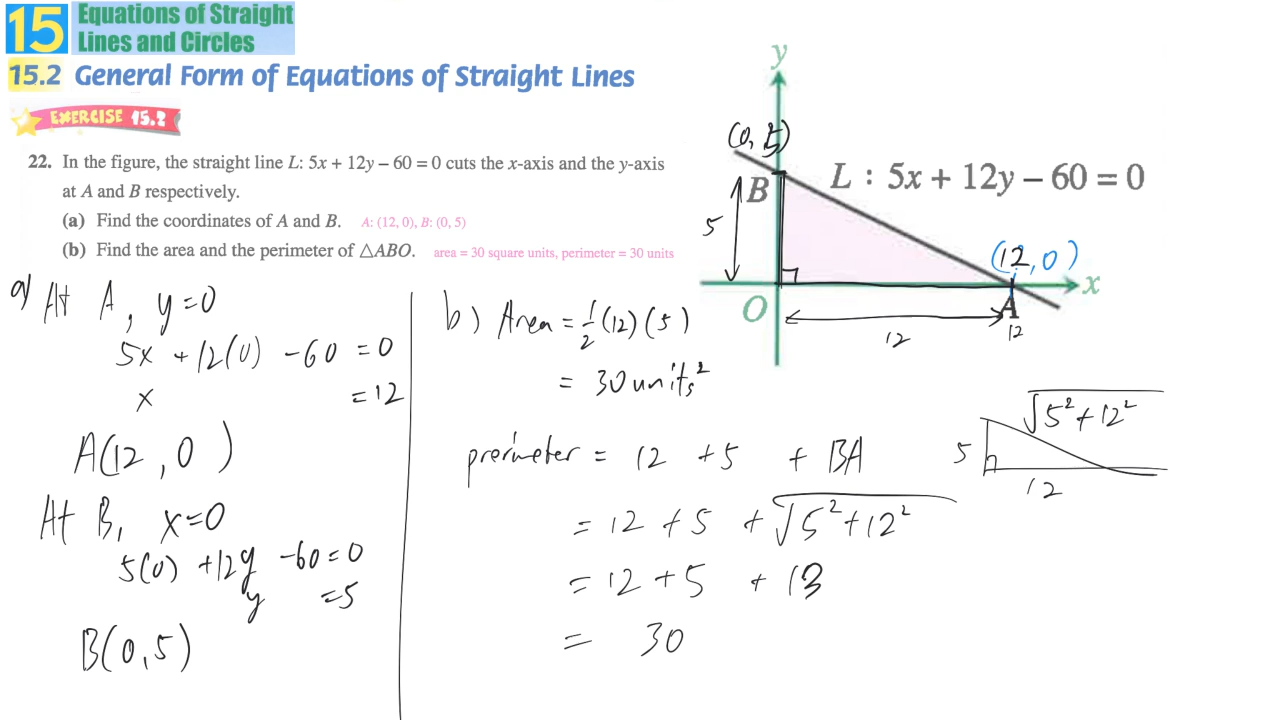 15 Equations of Straight
Lines and Circles
15.2 General Form of Equations of Straight Lines
EXERCISE 15.2
22. In the figure, the straight line L: 5x + 12y – 60 = 0 cuts the x-axis and the y-axis
at A and B respectively.
(a) Find the coordinates of A and B. A: (12, 0), B: (0, 5)
(b) Find the area and the perimeter of △ABO. area = 30 square units, perimeter = 30 units
y
(0, 5)
B
L : 5x + 12y – 60 = 0
5
(12, 0)
x
O
A
12
12
a) At A, y=0
5x +12(0) -60 =0
x =12
A(12, 0)
At B, x=0
5(0) +12y -60=0
y =5
B(0,5)
b) Area = 1/2 (12)(5)
= 30 units²
prerimeter = 12 +5 + BA
= 12 +5 + √5²+12²
= 12 +5 + 13
= 30
√5²+12²
5
12